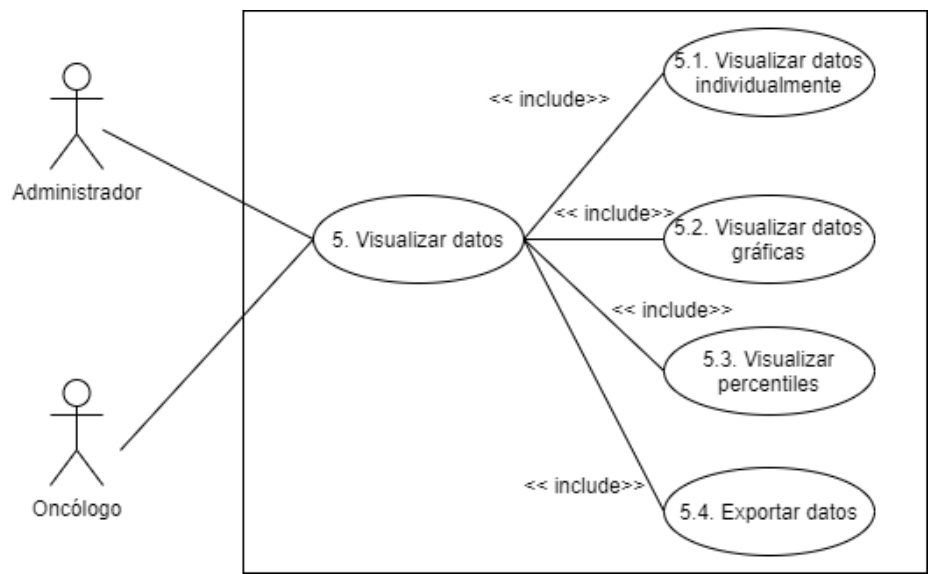 5.1. Visualizar datos
individualmente
<< include>>
Administrador
<< include>>
5.2. Visualizar datos
gráficas
5. Visualizar datos
<< include>>
5.3. Visualizar
percentiles
<< include>>
5.4. Exportar datos
Oncólogo